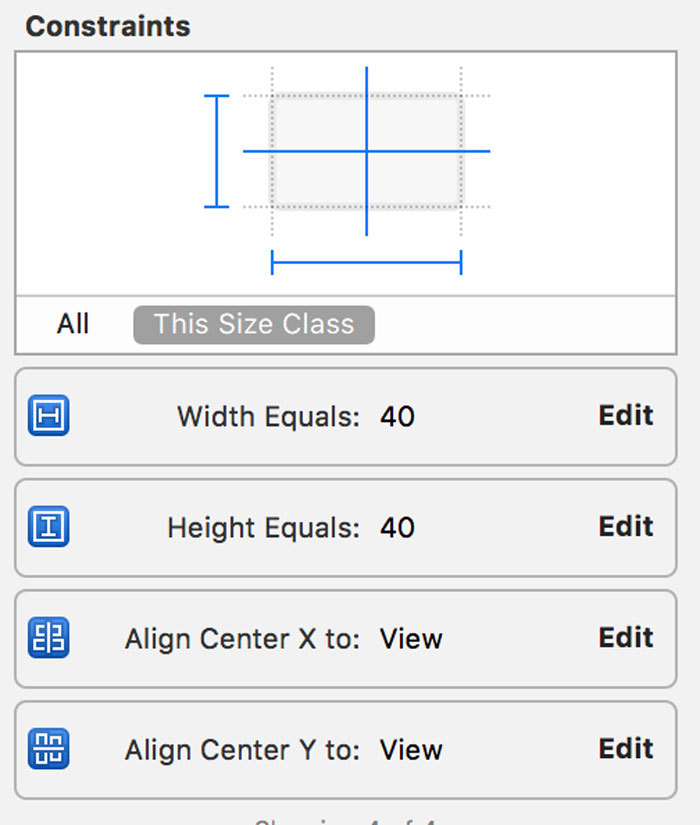 Constraints
All This Size Class
Width Equals: 40 Edit
Height Equals: 40 Edit
Align Center X to: View Edit
Align Center Y to: View Edit